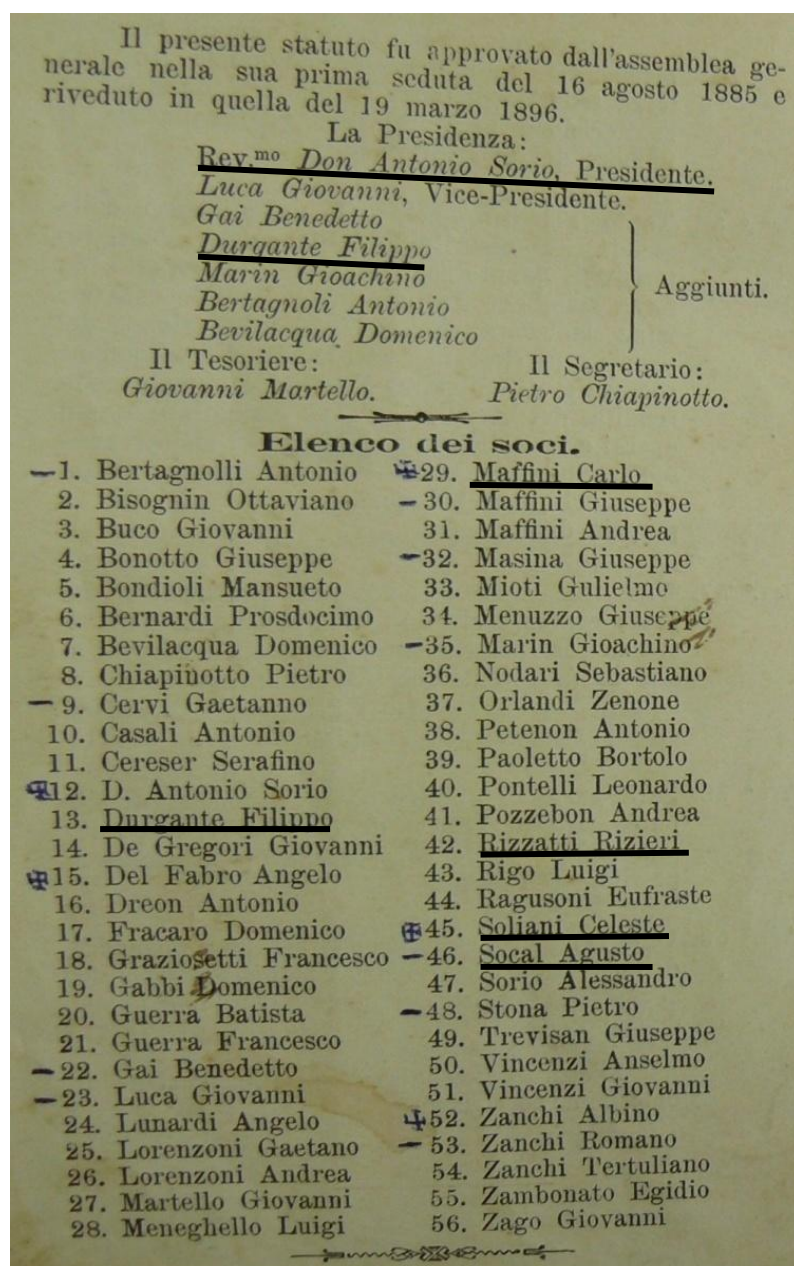 Il presente statuto fu approvato dall'assemblea ge-
nerale nella sua prima seduta del 16 agosto 1885 e
riveduto in quella del 19 marzo 1896.
La Presidenza:
Rev.mo Don Antonio Sorio, Presidente.
Luca Giovanni, Vice-Presidente.
Gai Benedetto
Durgante Filippo
Marin Gioachino
Bertagnoli Antonio
Bevilacqua Domenico
Aggiunti.
Il Tesoriere:
Giovanni Martello.
Il Segretario:
Pietro Chiapinotto.
Elenco dei soci.
1. Bertagnolli Antonio
2. Bisognin Ottaviano
3. Buco Giovanni
4. Bonotto Giuseppe
5. Bondioli Mansueto
6. Bernardi Prosdocimo
7. Bevilacqua Domenico
8. Chiapinotto Pietro
9. Cervi Gaetanno
10. Casali Antonio
11. Cereser Serafino
12. D. Antonio Sorio
13. Durgante Filippo
14. De Gregori Giovanni
15. Del Fabro Angelo
16. Dreon Antonio
17. Fracaro Domenico
18. Graziosetti Francesco
19. Gabbi Domenico
20. Guerra Batista
21. Guerra Francesco
22. Gai Benedetto
23. Luca Giovanni
24. Lunardi Angelo
25. Lorenzoni Gaetano
26. Lorenzoni Andrea
27. Martello Giovanni
28. Meneghello Luigi
29. Maffini Carlo
30. Maffini Giuseppe
31. Maffini Andrea
32. Masina Giuseppe
33. Mioti Gulielmo
34. Menuzzo Giuseppe
35. Marin Gioachino
36. Nodari Sebastiano
37. Orlandi Zenone
38. Petenon Antonio
39. Paoletto Bortolo
40. Pontelli Leonardo
41. Pozzebon Andrea
42. Rizzatti Rizieri
43. Rigo Luigi
44. Ragusoni Eufraste
45. Soliani Celeste
46. Socal Agusto
47. Sorio Alessandro
48. Stona Pietro
49. Trevisan Giuseppe
50. Vincenzi Anselmo
51. Vincenzi Giovanni
52. Zanchi Albino
53. Zanchi Romano
54. Zanchi Tertuliano
55. Zambonato Egidio
56. Zago Giovanni